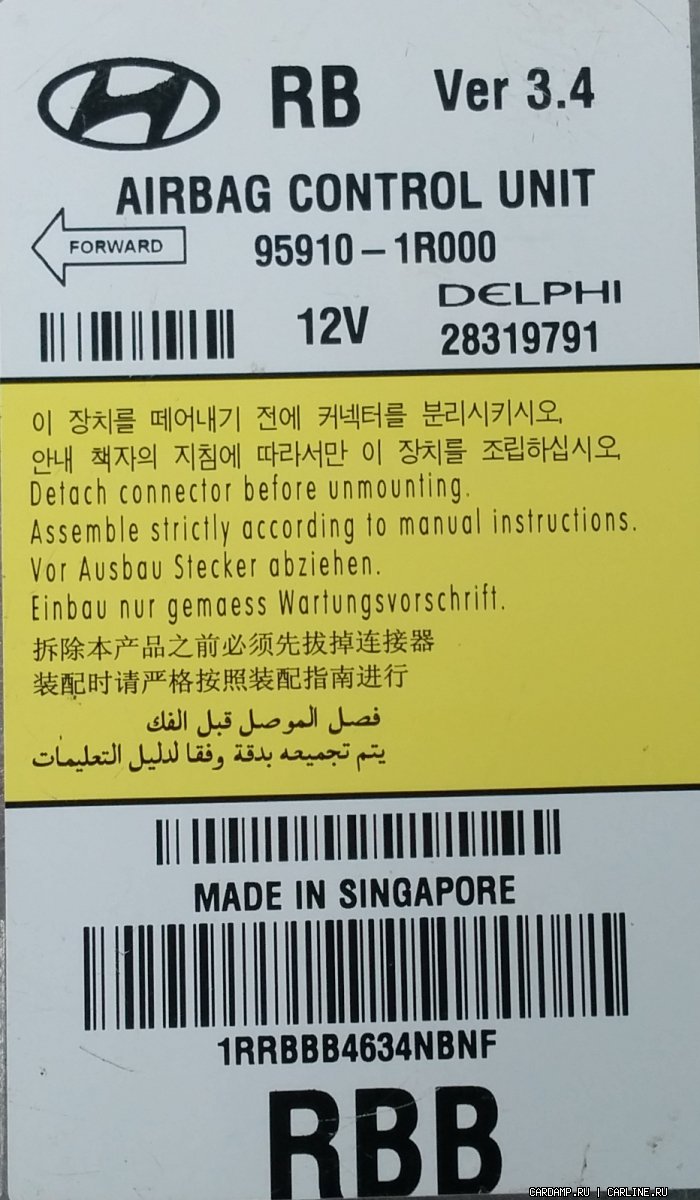 RB Ver 3.4
AIRBAG CONTROL UNIT
FORWARD 95910-1R000
DELPHI
12V 28319791
이 장치를 떼어내기 전에 커넥터를 분리시키시오.
안내 책자의 지침에 따라서만 이 장치를 조립하십시오.
Detach connector before unmounting.
Assemble strictly according to manual instructions.
Vor Ausbau Stecker abziehen.
Einbau nur gemaess Wartungsvorschrift.
拆除本产品之前必须先拔掉连接器
装配时请严格按照装配指南进行
فصل الموصل قبل الفك
يتم تجميعه بدقة وفقا لدليل التعليمات
MADE IN SINGAPORE
1RRBBB4634NBNF
RBB
CARDAMP.RU | CARLINE.RU